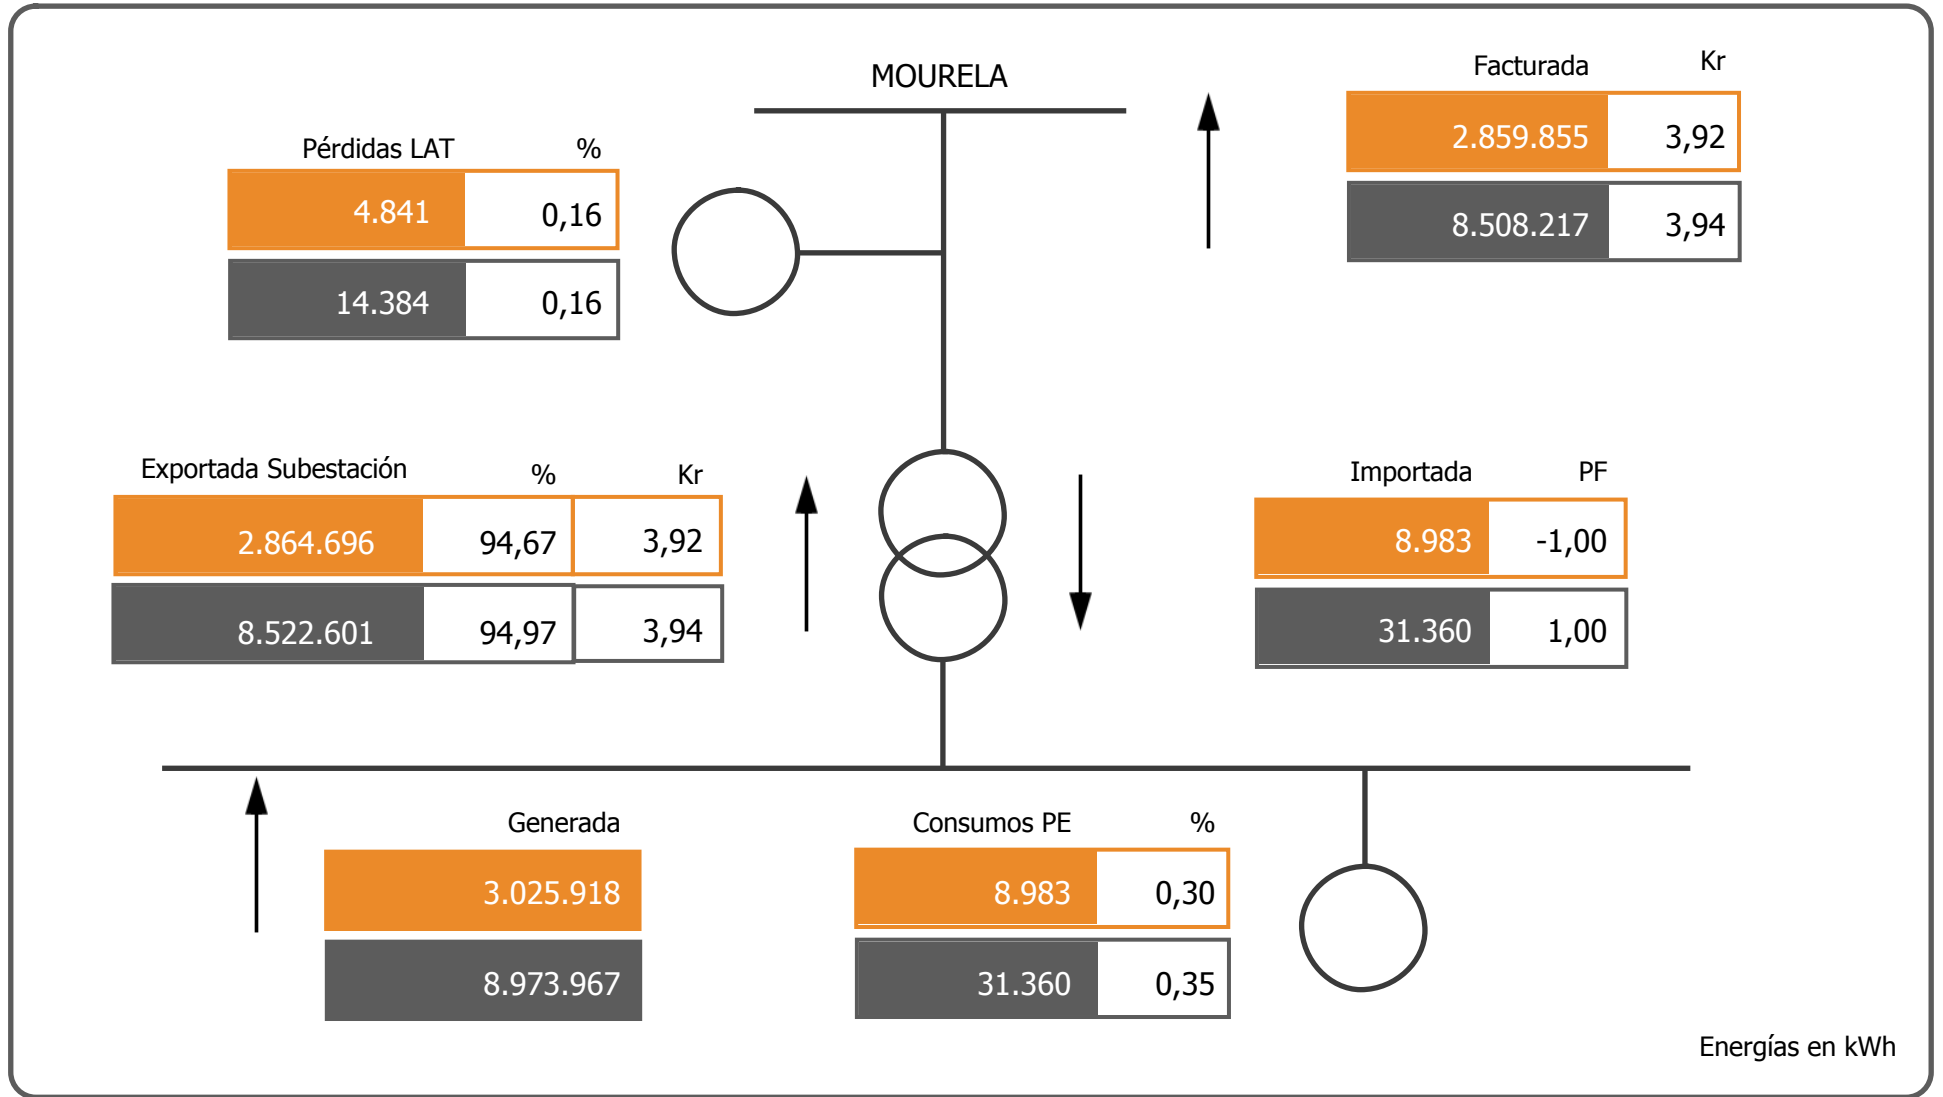 MOURELA
Facturada Kr
2.859.855 3,92
8.508.217 3,94
Pérdidas LAT %
4.841 0,16
14.384 0,16
Exportada Subestación % Kr
2.864.696 94,67 3,92
8.522.601 94,97 3,94
Importada PF
8.983 -1,00
31.360 1,00
Generada
3.025.918
8.973.967
Consumos PE %
8.983 0,30
31.360 0,35
Energías en kWh